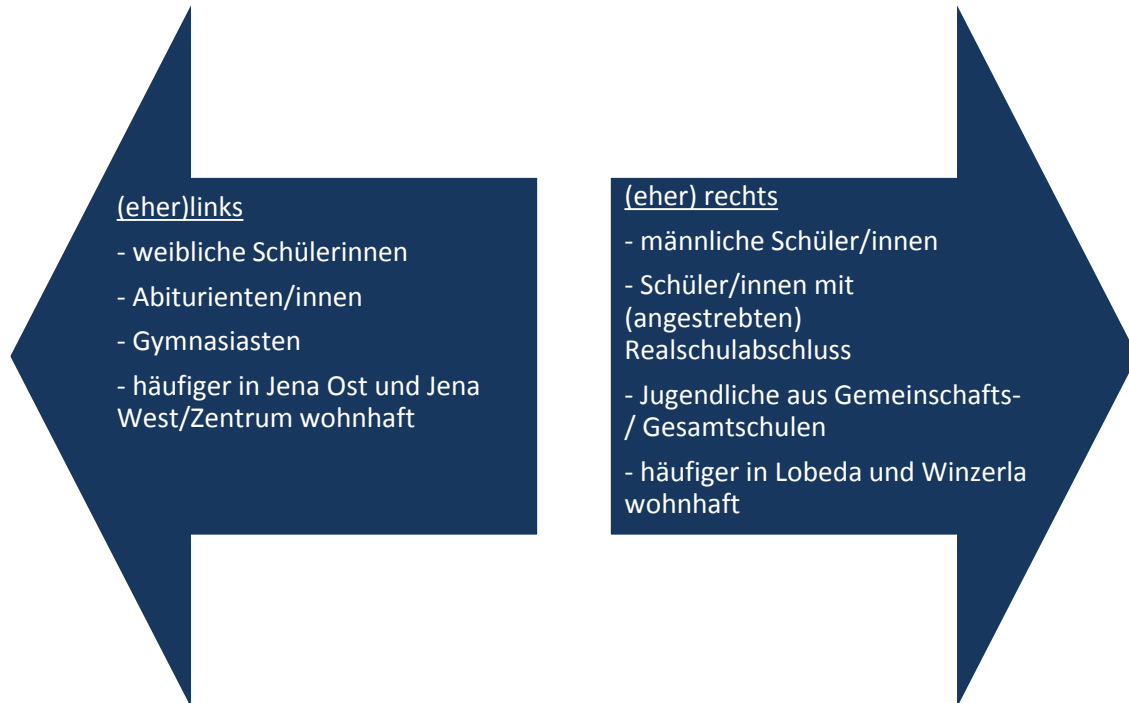 (eher)links
- weibliche Schülerinnen
- Abiturienten/innen
- Gymnasiasten
- häufiger in Jena Ost und Jena
West/Zentrum wohnhaft
(eher) rechts
- männliche Schüler/innen
- Schüler/innen mit
(angestrebten)
Realschulabschluss
- Jugendliche aus Gemeinschafts-
/ Gesamtschulen
- häufiger in Lobeda und Winzerla
wohnhaft